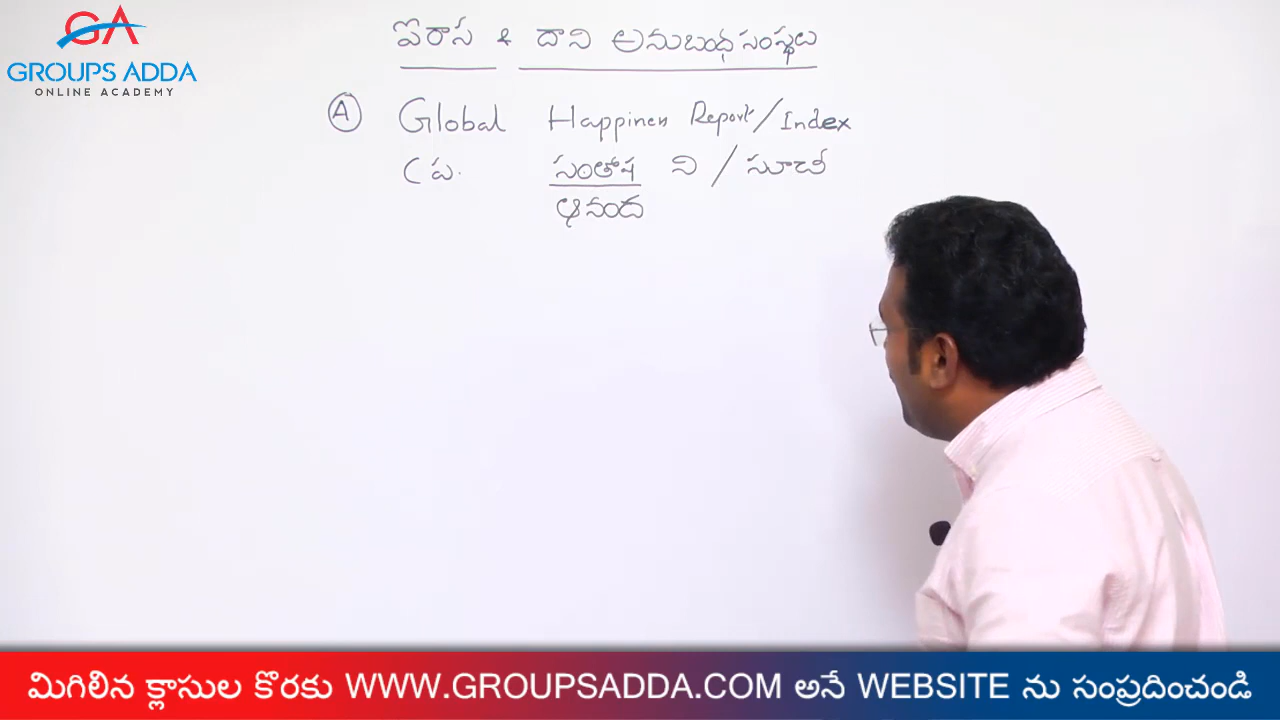 GA
GROUPS ADDA
ONLINE ACADEMY
ఐరాస & దాని అనుబంధ సంస్థలు
A Global Happiness Report/Index
( ప్ర. సంతోష ని / సూచీ
ఆనంద
మిగిలిన క్లాసుల కొరకు WWW.GROUPSADDA.COM అనే WEBSITE ను సంప్రదించండి